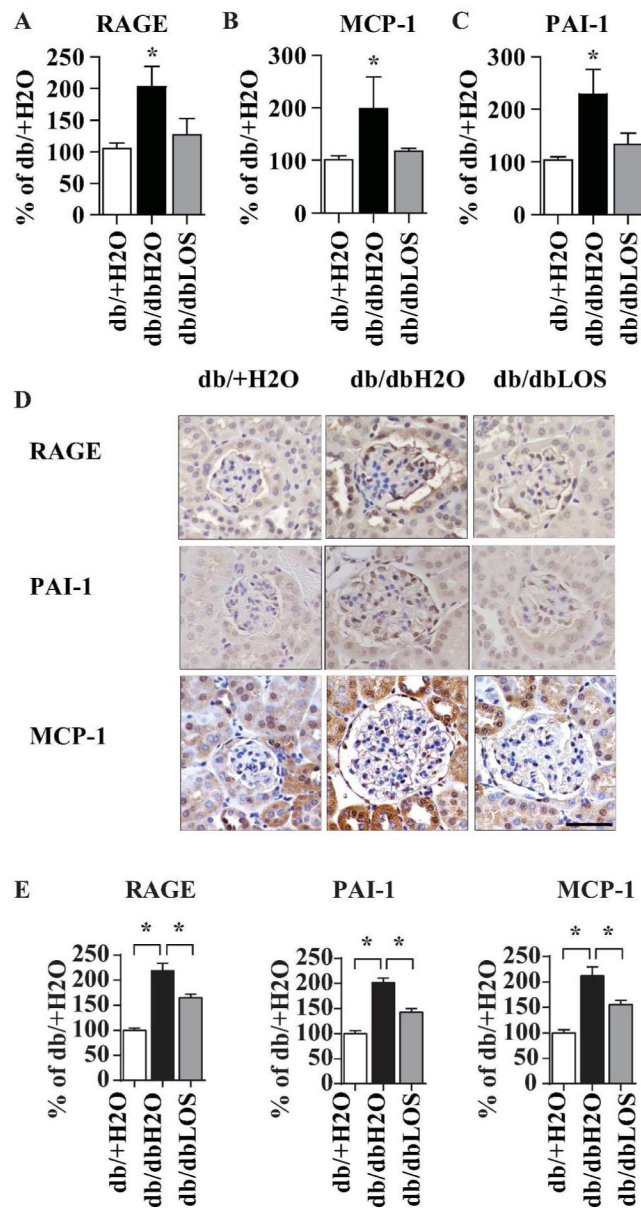 A RAGE
B MCP-1
C PAI-1
% of db/+H2O
250
200
150
100
50
0
*
db/+H2O
db/dbH2O
db/dbLOS
% of db/+H2O
300
200
100
0
*
db/+H2O
db/dbH2O
db/dbLOS
% of db/+H2O
300
200
100
0
*
db/+H2O
db/dbH2O
db/dbLOS
D
db/+H2O db/dbH2O db/dbLOS
RAGE
PAI-1
MCP-1
E
RAGE
PAI-1
MCP-1
% of db/+H2O
250
200
150
100
50
0
* *
db/+H2O
db/dbH2O
db/dbLOS
% of db/+H2O
250
200
150
100
50
0
* *
db/+H2O
db/dbH2O
db/dbLOS
% of db/+H2O
250
200
150
100
50
0
* *
db/+H2O
db/dbH2O
db/dbLOS